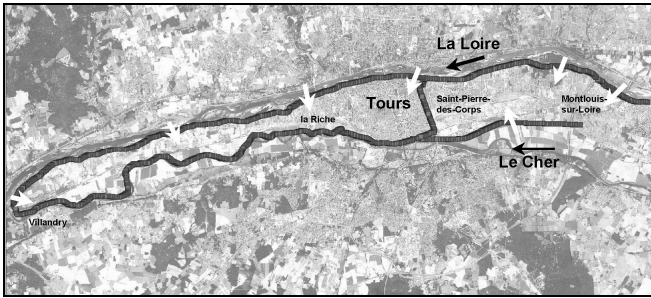 La Loire
Tours
Saint-Pierre-
des-Corps
Montlouis-
sur-Loire
la Riche
Le Cher
Villandry